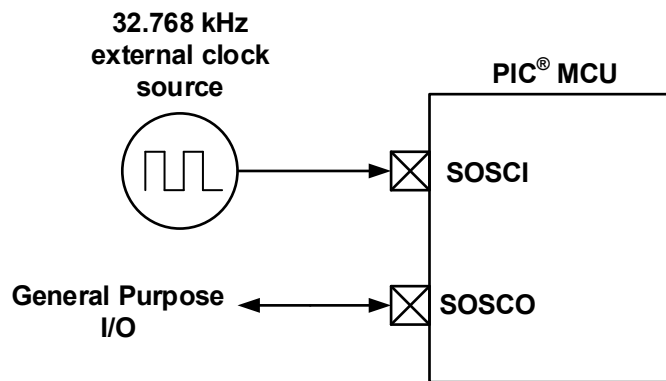 32.768 kHz
external clock
source
PIC® MCU
SOSCI
General Purpose
I/O
SOSCO